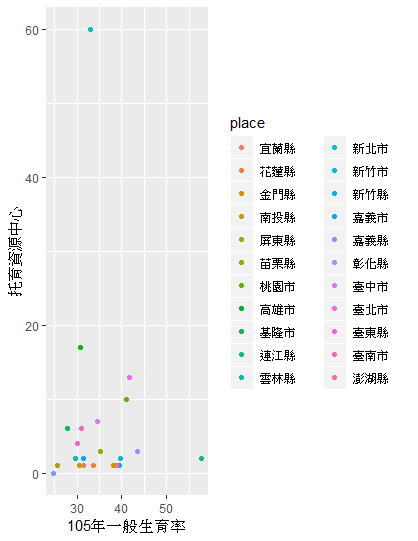 60
40
20
0
托育資源中心
30
40
50
105年一般生育率
place
宜蘭縣
花蓮縣
金門縣
南投縣
屏東縣
苗栗縣
桃園市
高雄市
基隆市
連江縣
雲林縣
新北市
新竹市
新竹縣
嘉義市
嘉義縣
彰化縣
臺中市
臺北市
臺東縣
臺南市
澎湖縣